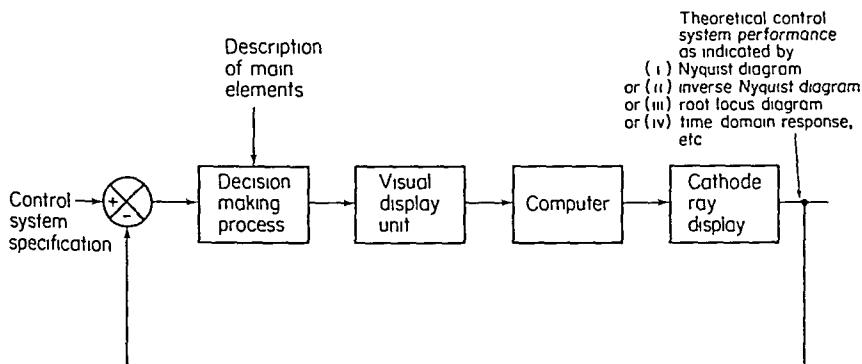 Theoretical control
system performance
as indicated by
(i) Nyquist diagram
or (ii) inverse Nyquist diagram
or (iii) root locus diagram
or (iv) time domain response,
etc
Description
of main
elements
Control
system
specification
+
-
Decision
making
process
Visual
display
unit
Computer
Cathode
ray
display